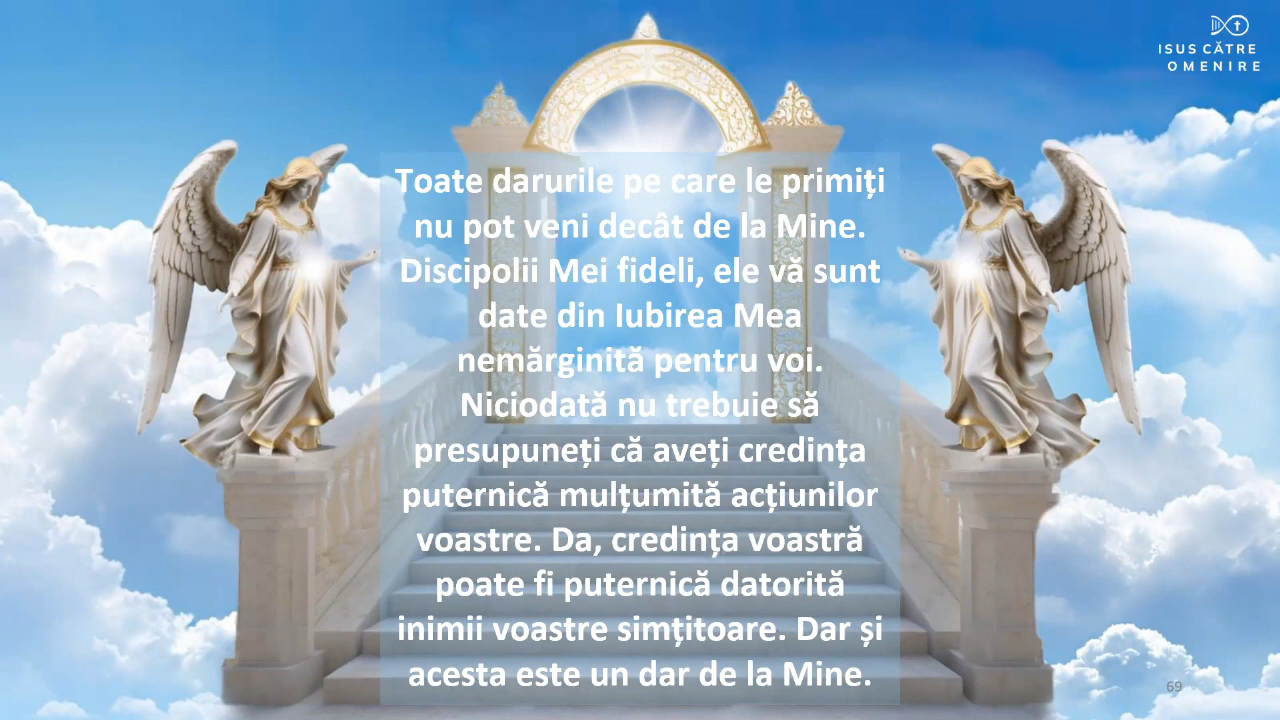 ISUS CĂTRE
OMENIRE
Toate darurile pe care le primiți
nu pot veni decât de la Mine.
Discipolii Mei fideli, ele vă sunt
date din Iubirea Mea
nemărginită pentru voi.
Niciodată nu trebuie să
presupuneți că aveți credința
puternică mulțumită acțiunilor
voastre. Da, credința voastră
poate fi puternică datorită
inimii voastre simțitoare. Dar și
acesta este un dar de la Mine.
69